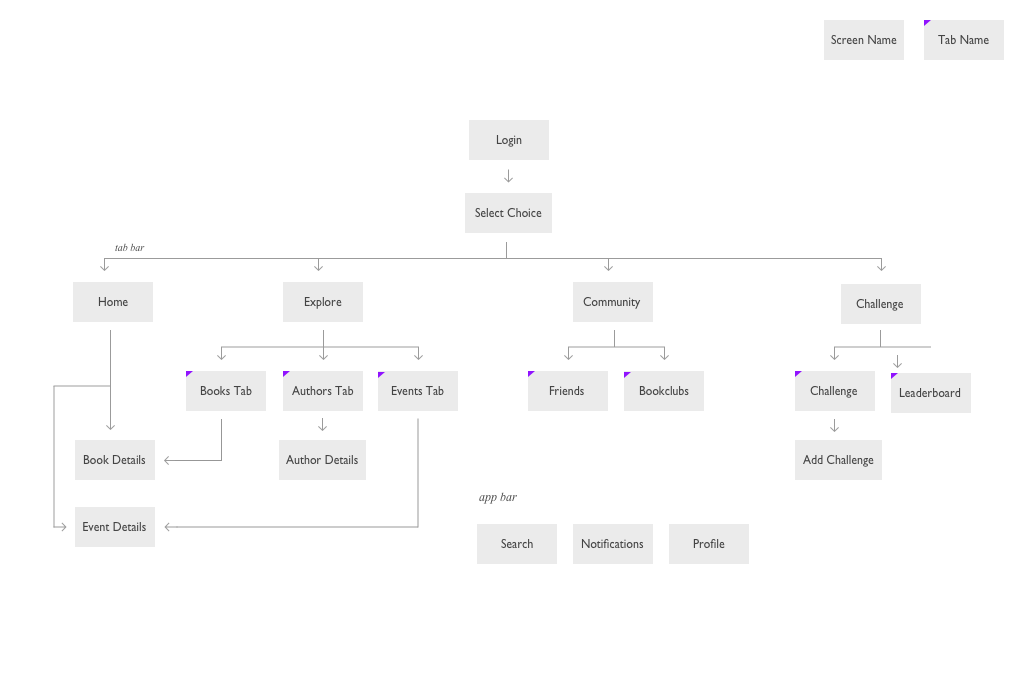 Screen Name
Tab Name
Login
Select Choice
tab bar
Home
Explore
Community
Challenge
Books Tab
Authors Tab
Events Tab
Friends
Bookclubs
Challenge
Leaderboard
Book Details
Author Details
Add Challenge
app bar
Event Details
Search
Notifications
Profile